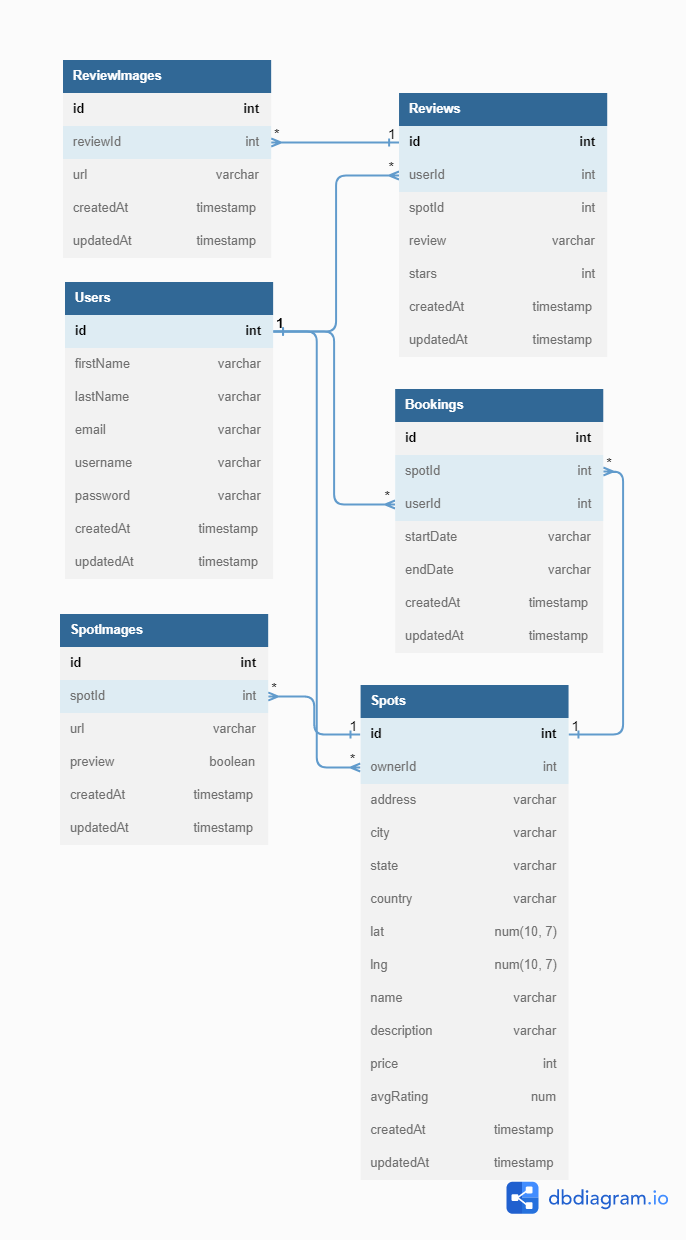 ReviewImages
id int
reviewId int
url varchar
createdAt timestamp
updatedAt timestamp
*
1
Reviews
id int
userId int
spotId int
review varchar
stars int
createdAt timestamp
updatedAt timestamp
*
Users
id int
firstName varchar
lastName varchar
email varchar
username varchar
password varchar
createdAt timestamp
updatedAt timestamp
1
Bookings
id int
spotId int
userId int
startDate varchar
endDate varchar
createdAt timestamp
updatedAt timestamp
*
*
SpotImages
id int
spotId int
url varchar
preview boolean
createdAt timestamp
updatedAt timestamp
*
1
1
*
Spots
id int
ownerId int
address varchar
city varchar
state varchar
country varchar
lat num(10, 7)
lng num(10, 7)
name varchar
description varchar
price int
avgRating num
createdAt timestamp
updatedAt timestamp
dbdiagram.io